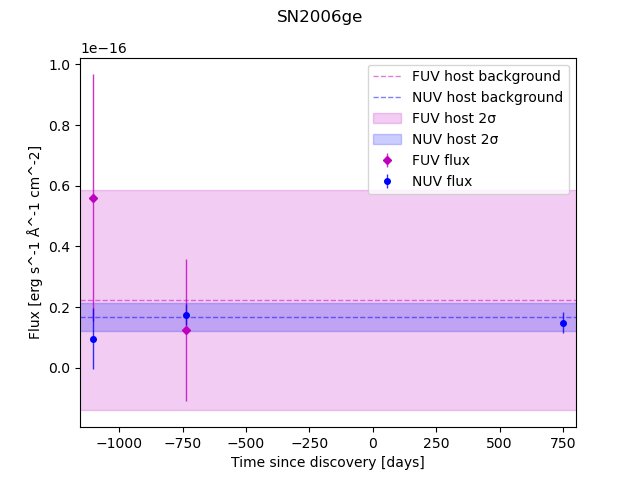 SN2006ge
1e−16
1.0
0.8
0.6
0.4
0.2
0.0
Flux [erg s^-1 Å^-1 cm^-2]
FUV host background
NUV host background
FUV host 2σ
NUV host 2σ
FUV flux
NUV flux
−1000 −750 −500 −250 0 250 500 750
Time since discovery [days]